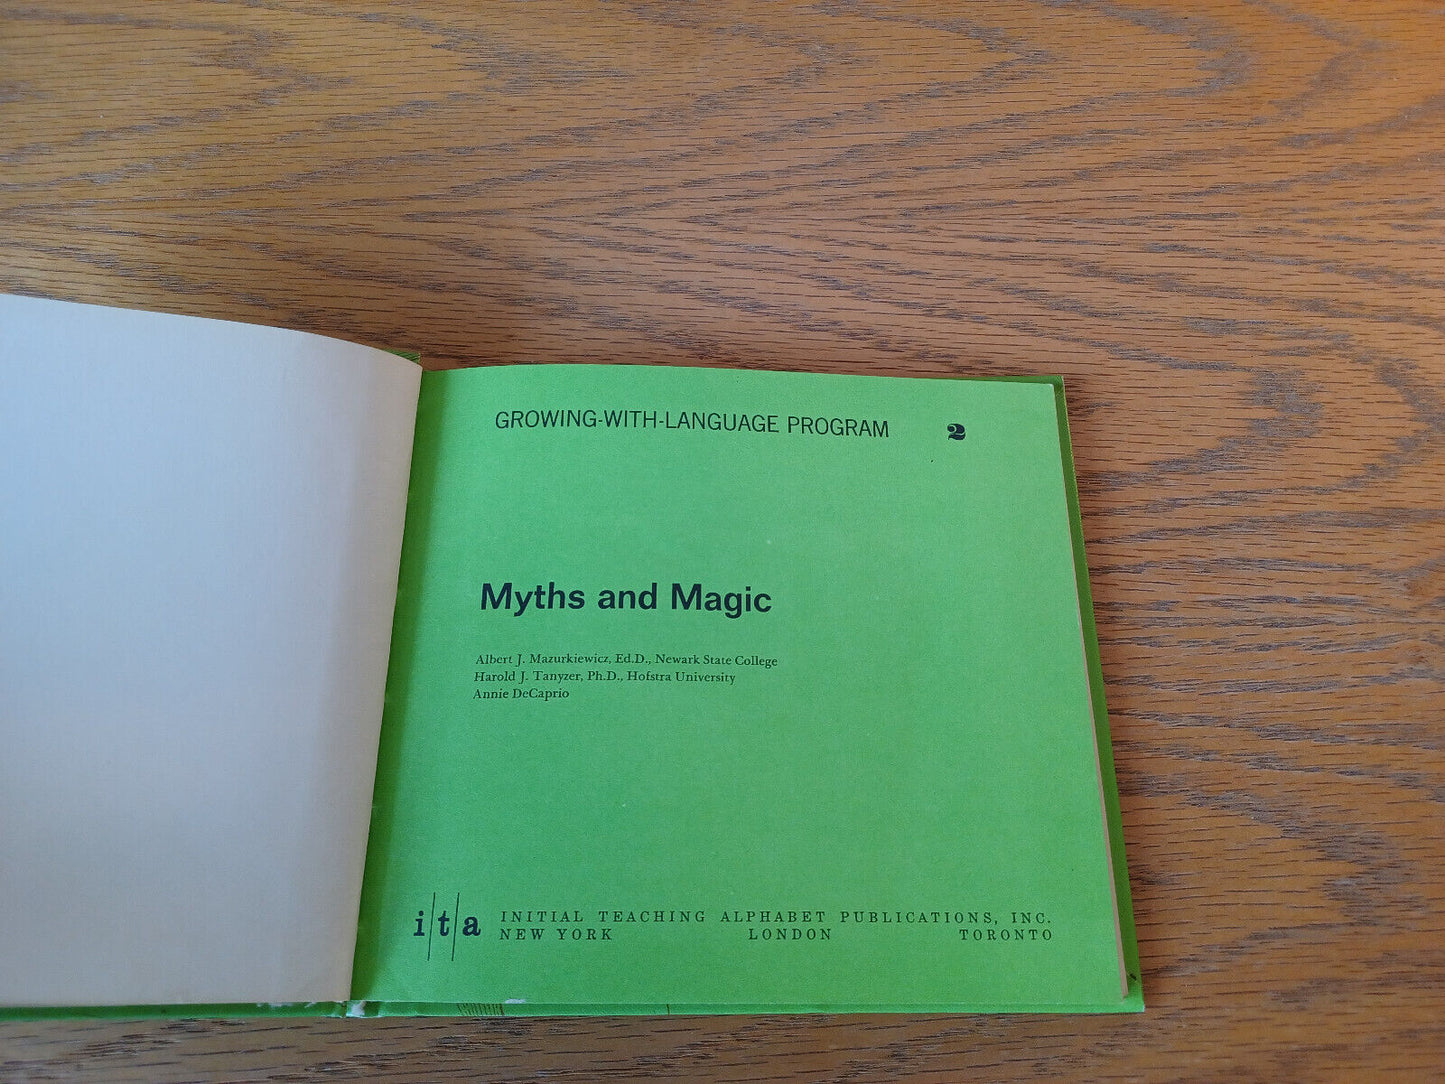 GROWING-WITH-LANGUAGE PROGRAM 2
Myths and Magic
Albert J. Mazurkiewicz, Ed.D., Newark State College
Harold J. Tanyzer, Ph.D., Hofstra University
Annie DeCaprio
i/t/a INITIAL TEACHING ALPHABET PUBLICATIONS, INC.
NEW YORK LONDON TORONTO